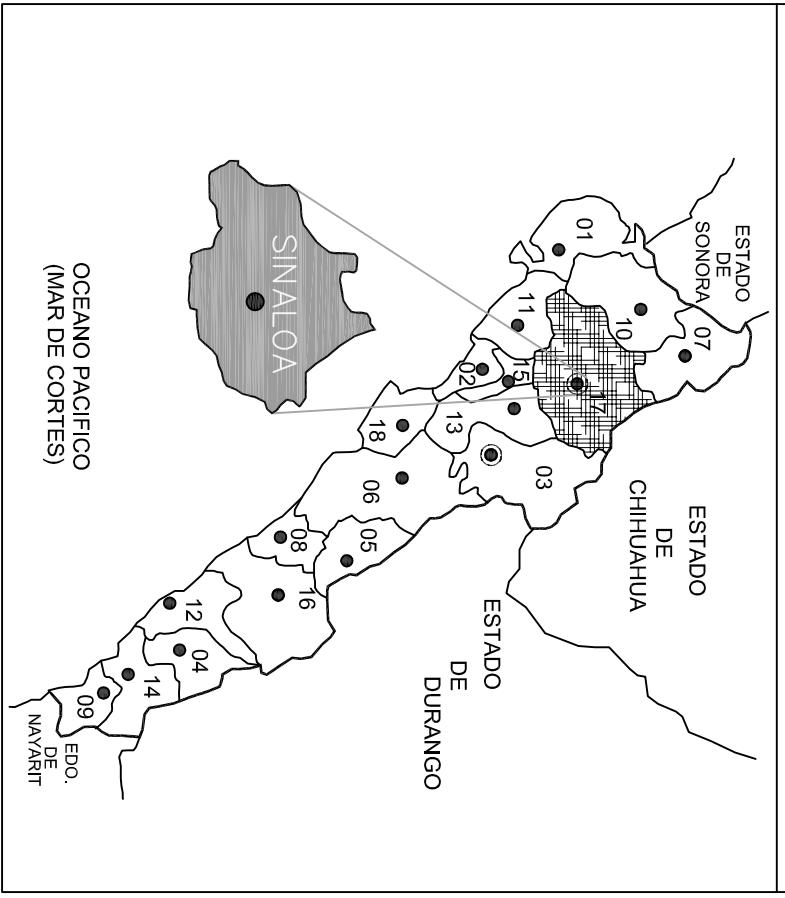 ESTADO
DE
SONORA
01
10
07
11
17
15
02
13
03
18
06
05
08
16
12
04
14
09
ESTADO
DE
CHIHUAHUA
ESTADO
DE
DURANGO
EDO.
DE
NAYARIT
SINALOA
OCEANO PACIFICO
(MAR DE CORTES)